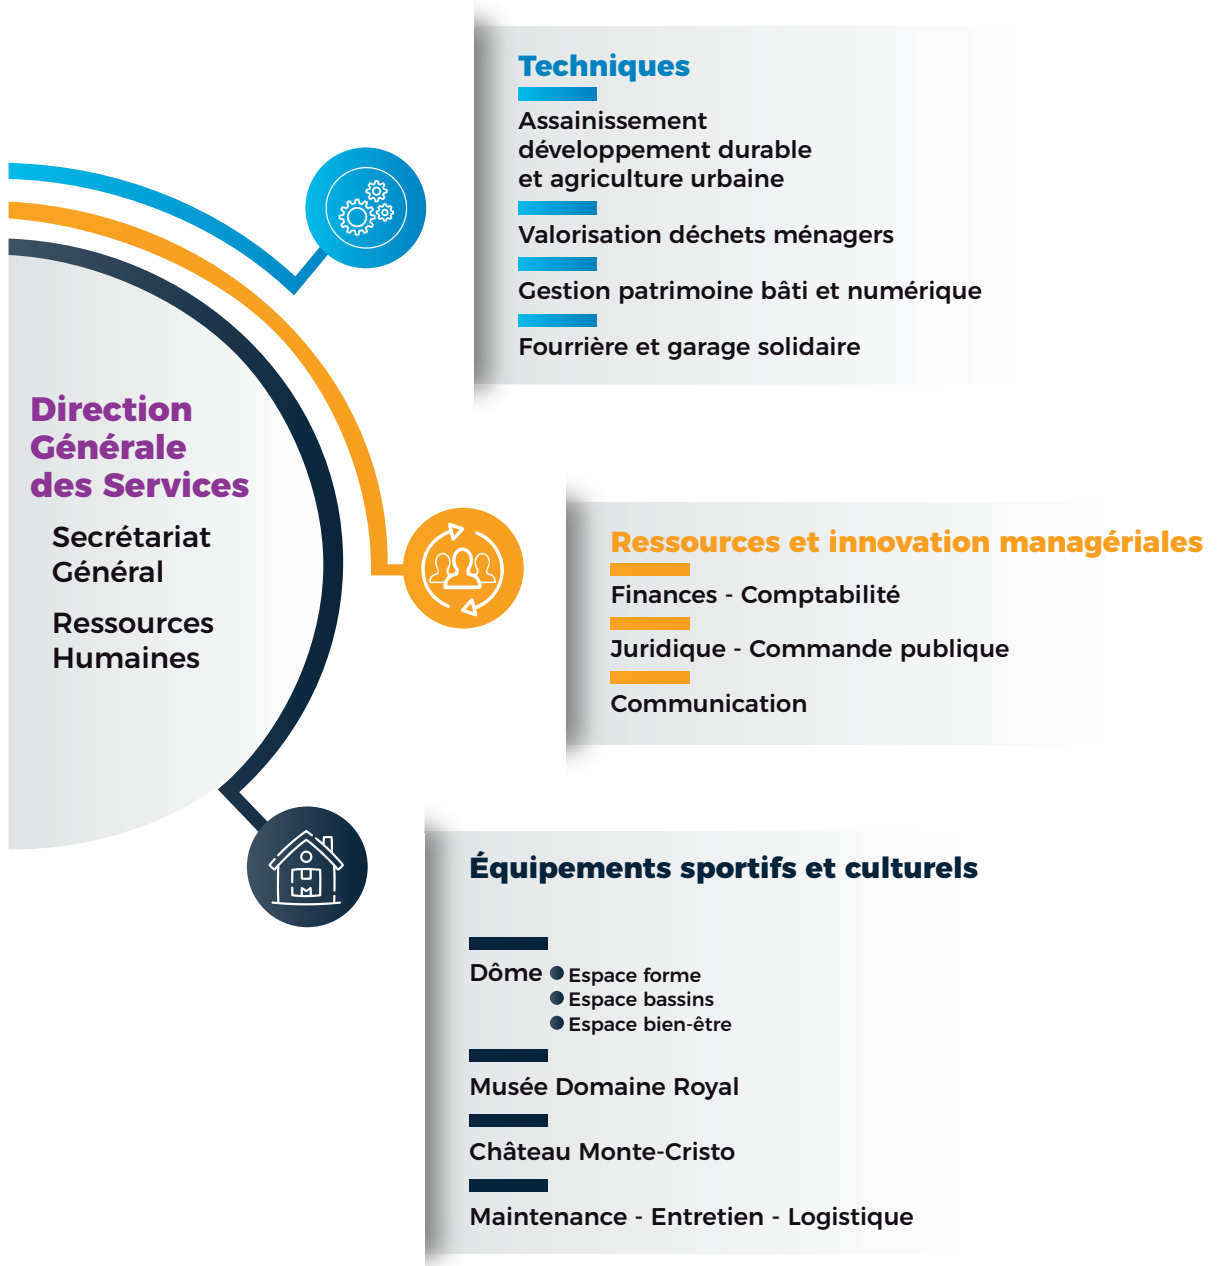 Direction
Générale
des Services
Secrétariat
Général
Ressources
Humaines
Techniques
Assainissement
développement durable
et agriculture urbaine
Valorisation déchets ménagers
Gestion patrimoine bâti et numérique
Fourrière et garage solidaire
Ressources et innovation managériales
Finances - Comptabilité
Juridique - Commande publique
Communication
Équipements sportifs et culturels
Dôme ● Espace forme
● Espace bassins
● Espace bien-être
Musée Domaine Royal
Château Monte-Cristo
Maintenance - Entretien - Logistique